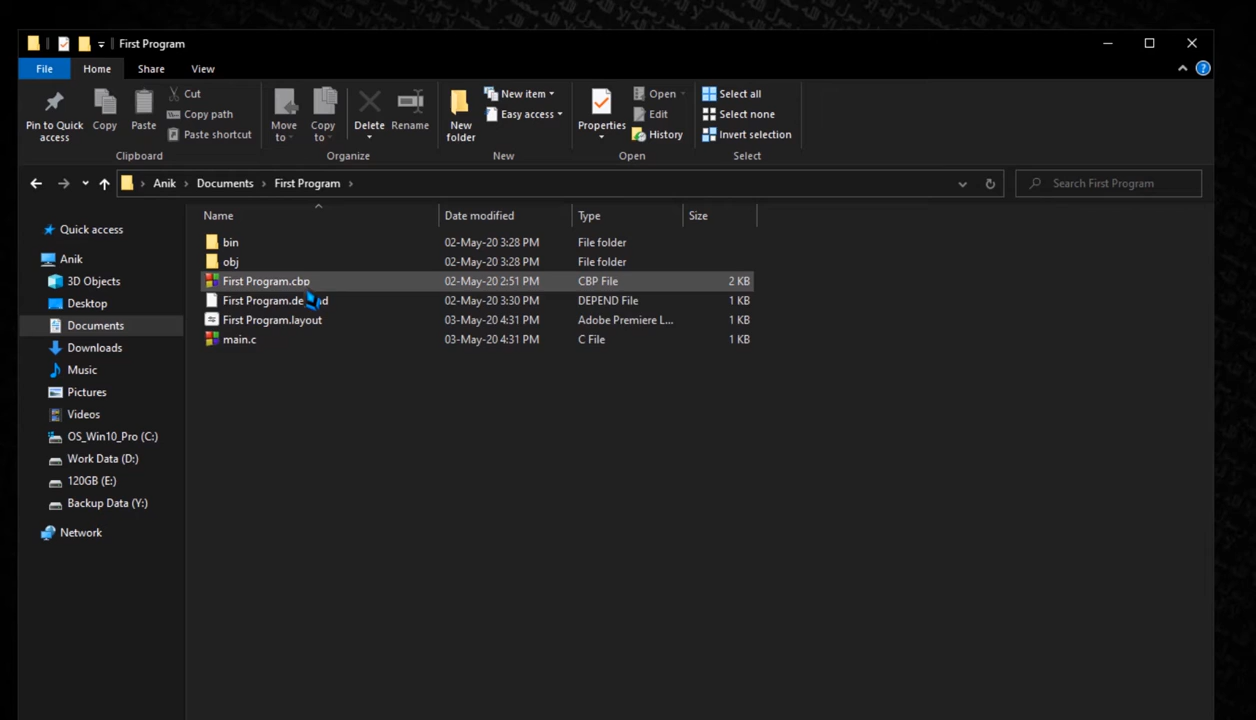 First Program
File Home Share View
Pin to Quick access
Copy
Paste
Cut
Copy path
Paste shortcut
Clipboard
Move to
Copy to
Delete
Rename
Organize
New folder
New item
Easy access
New
Properties
Open
Edit
History
Open
Select all
Select none
Invert selection
Select
Anik Documents First Program
Search First Program
Quick access
Anik
3D Objects
Desktop
Documents
Downloads
Music
Pictures
Videos
OS_Win10_Pro (C:)
Work Data (D:)
120GB (E:)
Backup Data (Y:)
Network
Name Date modified Type Size
bin 02-May-20 3:28 PM File folder
obj 02-May-20 3:28 PM File folder
First Program.cbp 02-May-20 2:51 PM CBP File 2 KB
First 02-May-20 3:30 PM DEPEND File 1 KB
First Program.layout 03-May-20 4:31 PM Adobe Premiere L... 1 KB
main.c 03-May-20 4:31 PM C File 1 KB